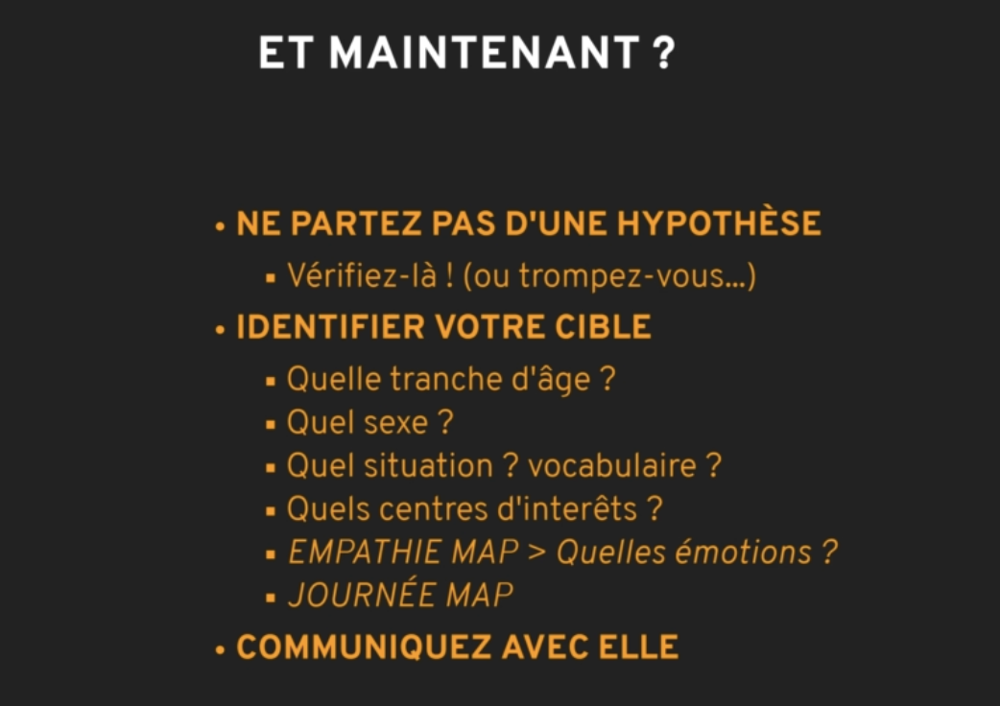 ET MAINTENANT ?
• NE PARTEZ PAS D'UNE HYPOTHÈSE
▪ Vérifiez-là ! (ou trompez-vous...)
• IDENTIFIER VOTRE CIBLE
▪ Quelle tranche d'âge ?
▪ Quel sexe ?
▪ Quel situation ? vocabulaire ?
▪ Quels centres d'interêts ?
▪ EMPATHIE MAP > Quelles émotions ?
▪ JOURNÉE MAP
• COMMUNIQUEZ AVEC ELLE